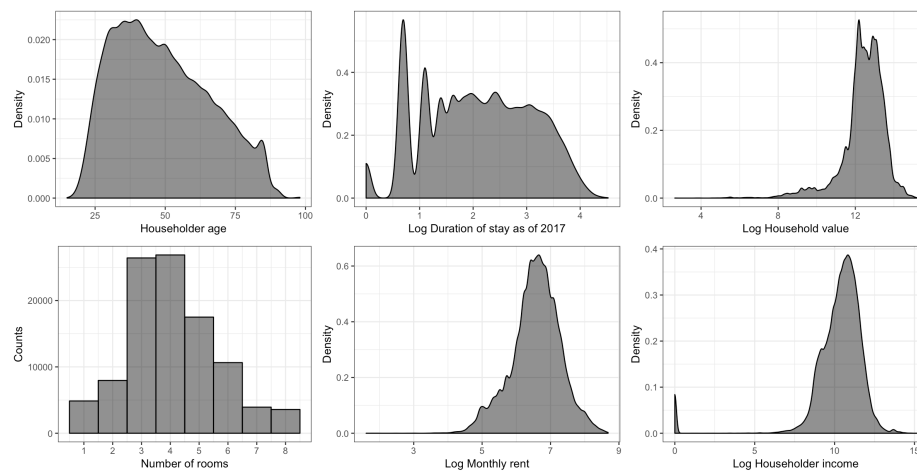 0.020
0.015
0.010
0.005
0.000
Density
25 50 75 100
Householder age
0.4
0.2
0.0
Density
0 1 2 3 4
Log Duration of stay as of 2017
0.4
0.2
0.0
Density
4 8 12
Log Household value
20000
10000
0
Counts
1 2 3 4 5 6 7 8
Number of rooms
0.6
0.4
0.2
0.0
Density
3 5 7 9
Log Monthly rent
0.4
0.3
0.2
0.1
0.0
Density
0 5 10 15
Log Householder income